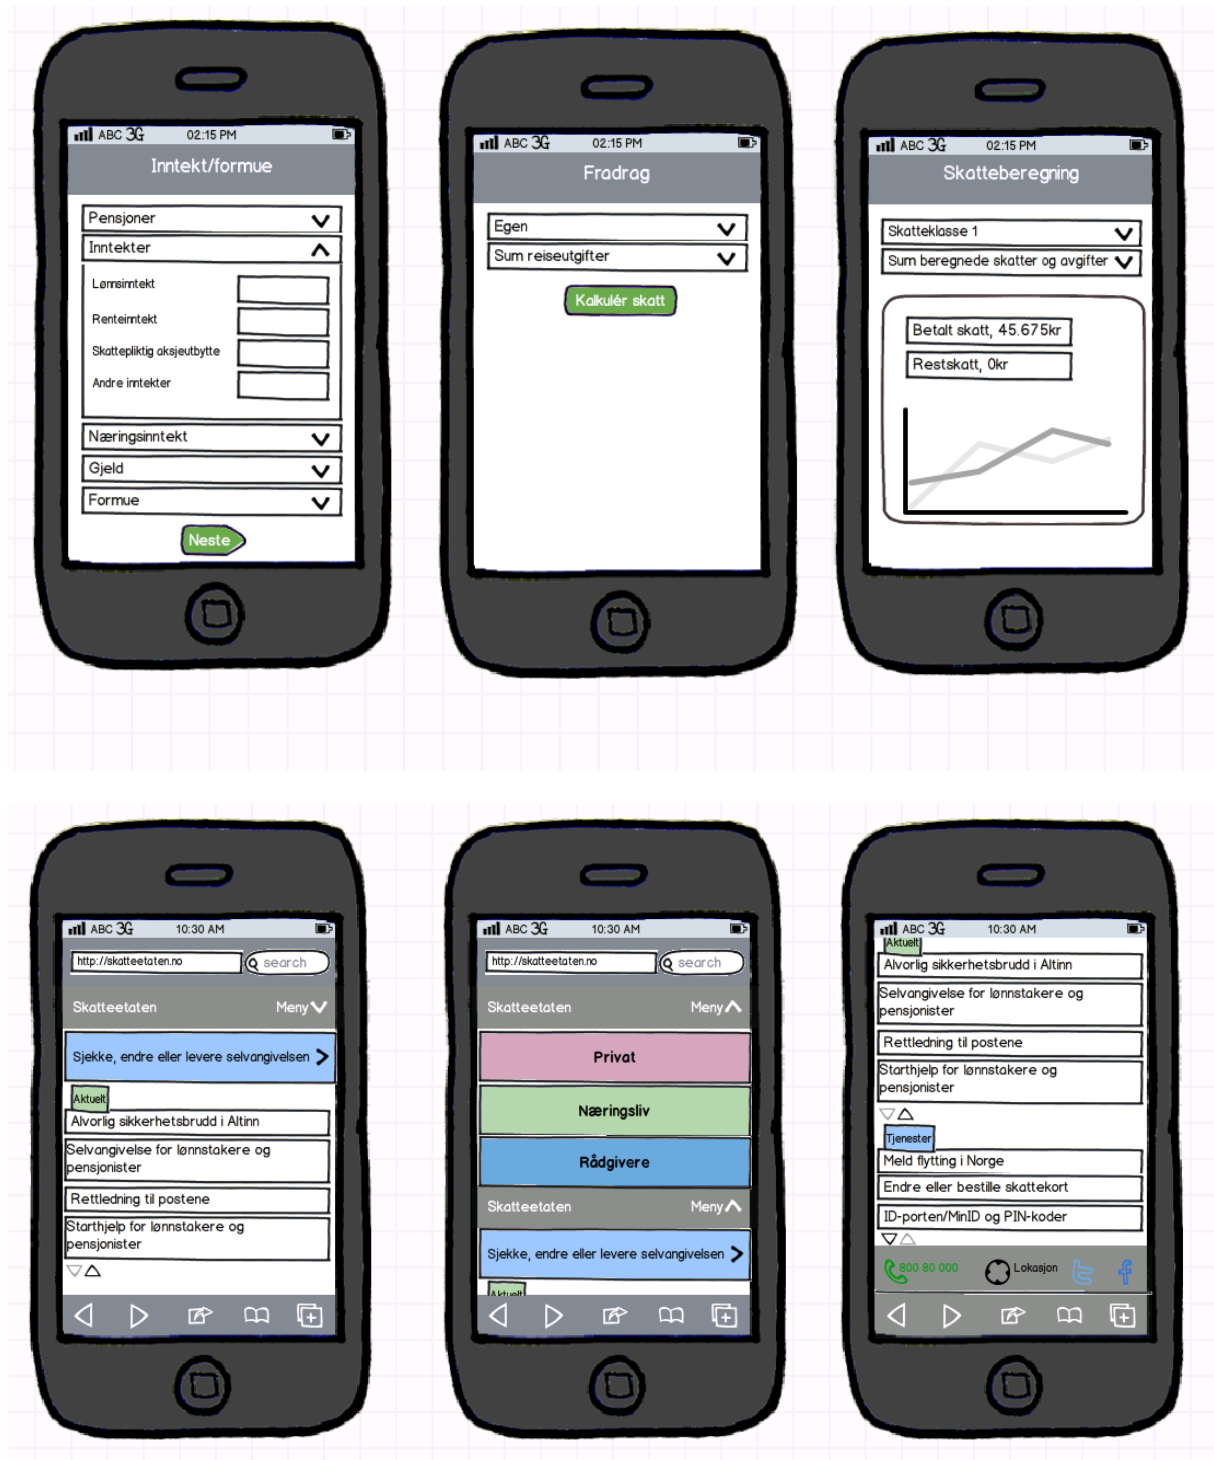 ABC 3G 02:15 PM
Inntekt/formue
Pensjoner
Inntekter
Lønnsinntekt
Renteinntekt
Skattepliktig aksjeutbytte
Andre inntekter
Næringsinntekt
Gjeld
Formue
Neste
ABC 3G 02:15 PM
Fradrag
Egen
Sum reiseutgifter
Kalkulér skatt
ABC 3G 02:15 PM
Skatteberegning
Skatteklasse 1
Sum beregnede skatter og avgifter
Betalt skatt, 45.675kr
Restskatt, 0kr
ABC 3G 10:30 AM
http://skatteetaten.no search
Skatteetaten Meny
Sjekke, endre eller levere selvangivelsen
Aktuelt
Alvorlig sikkerhetsbrudd i Altinn
Selvangivelse for lønnstakere og
pensjonister
Rettledning til postene
Starthjelp for lønnstakere og
pensjonister
ABC 3G 10:30 AM
http://skatteetaten.no search
Skatteetaten Meny
Privat
Næringsliv
Rådgivere
Skatteetaten Meny
Sjekke, endre eller levere selvangivelsen
Aktuelt
ABC 3G 10:30 AM
Aktuelt
Alvorlig sikkerhetsbrudd i Altinn
Selvangivelse for lønnstakere og
pensjonister
Rettledning til postene
Starthjelp for lønnstakere og
pensjonister
Tjenester
Meld flytting i Norge
Endre eller bestille skattekort
ID-porten/MinID og PIN-koder
800 80 000 Lokasjon